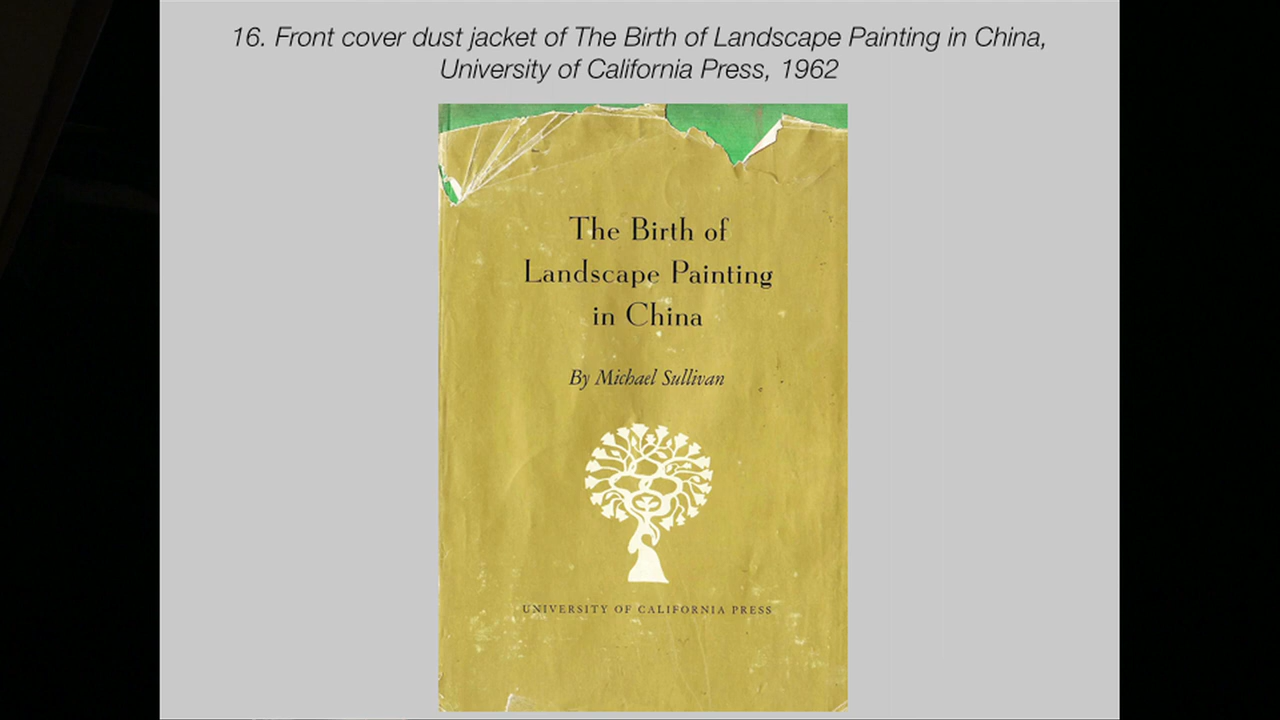 16. Front cover dust jacket of The Birth of Landscape Painting in China,
University of California Press, 1962
The Birth of
Landscape Painting
in China
By Michael Sullivan
UNIVERSITY OF CALIFORNIA PRESS